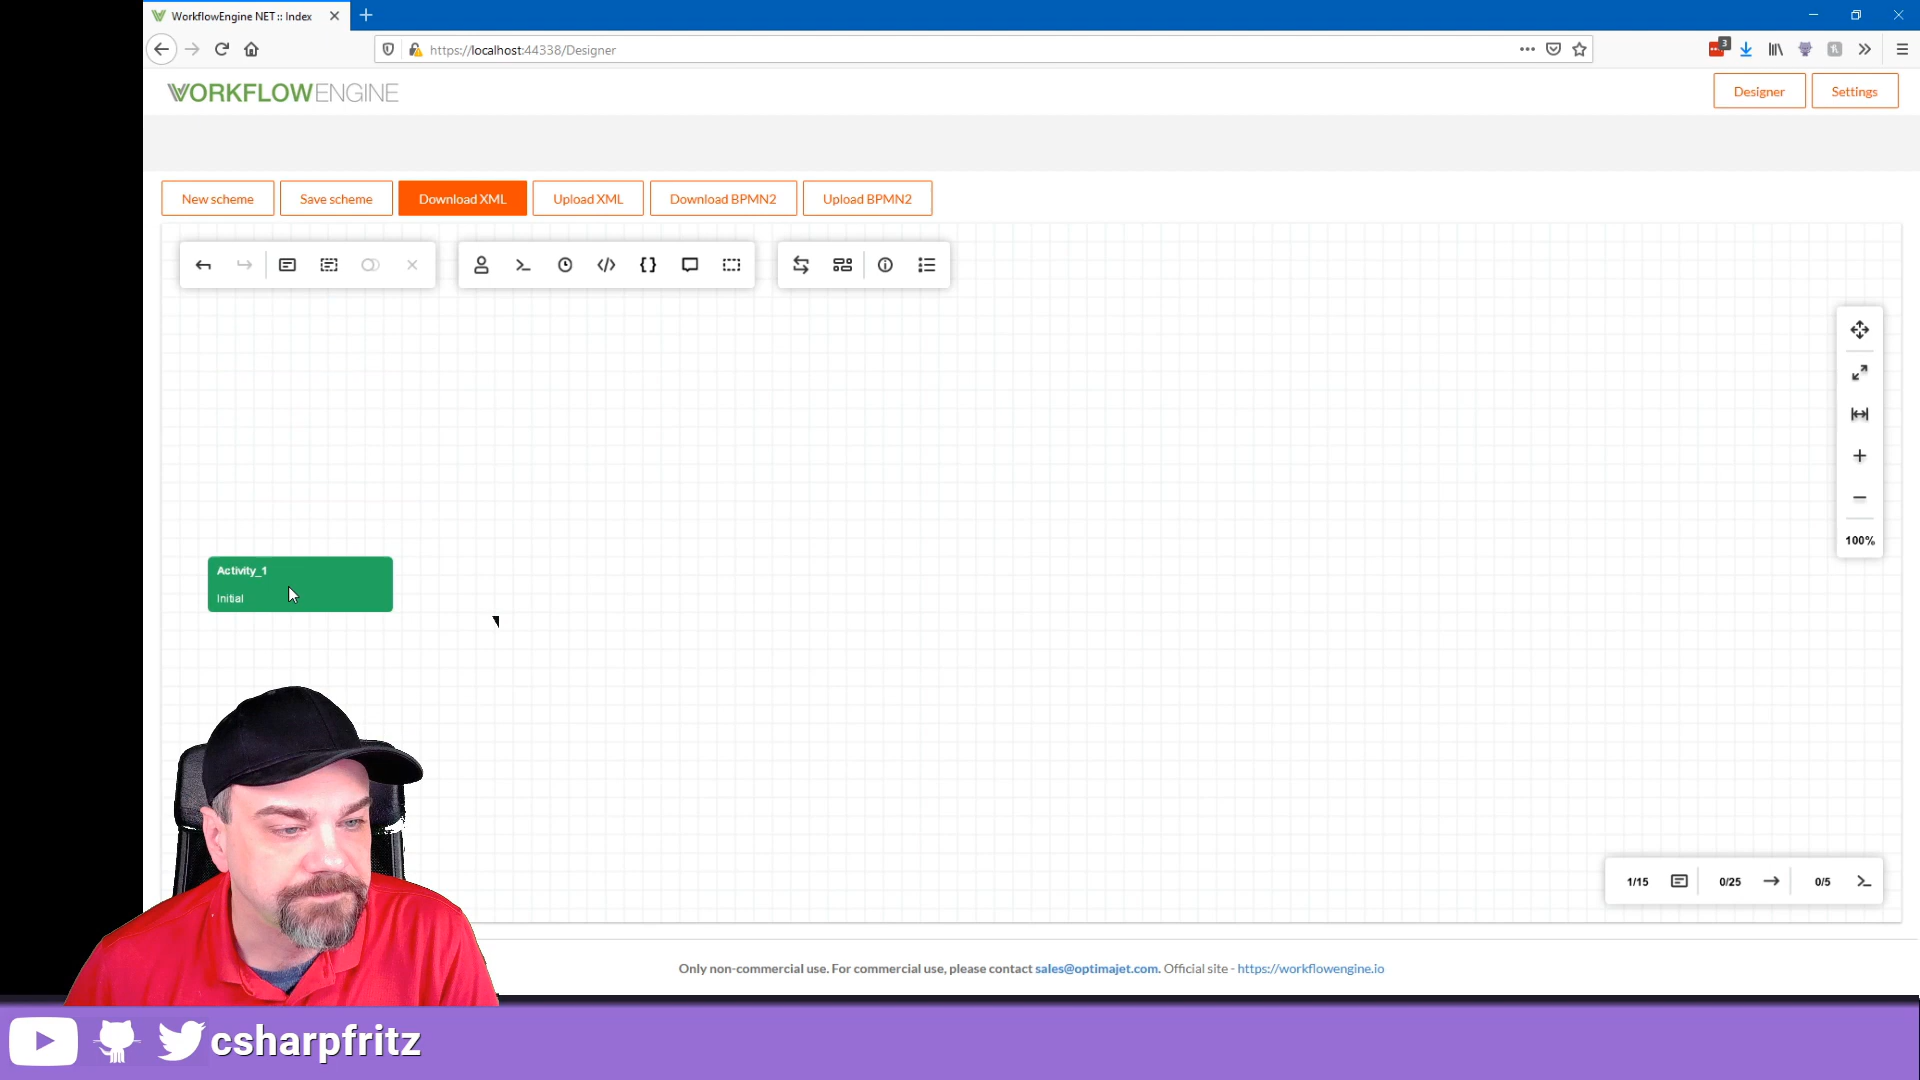 WorkflowEngine NET :: Index
https://localhost:44338/Designer
3
WORKFLOWENGINE
Designer
Settings
New scheme
Save scheme
Download XML
Upload XML
Download BPMN2
Upload BPMN2
100%
Activity_1
Initial
1/15
0/25
0/5
Only non-commercial use. For commercial use, please contact sales@optimajet.com. Official site - https://workflowengine.io
csharpfritz